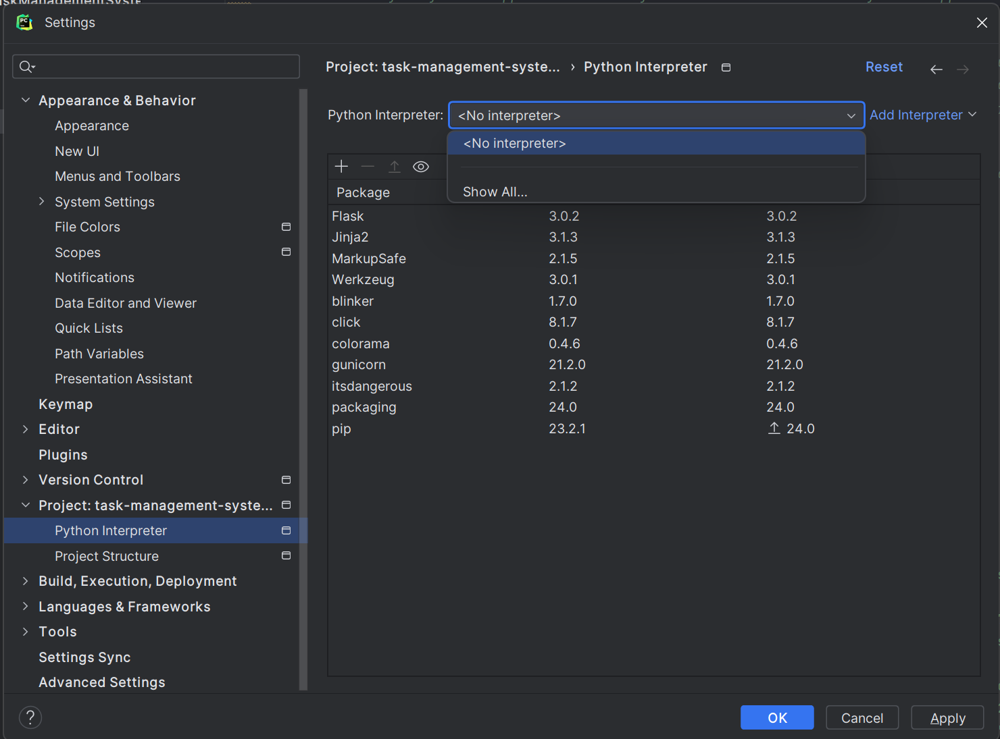 Settings
Project: task-management-syste... › Python Interpreter
Reset
Appearance & Behavior
Appearance
New UI
Menus and Toolbars
System Settings
File Colors
Scopes
Notifications
Data Editor and Viewer
Quick Lists
Path Variables
Presentation Assistant
Keymap
Editor
Plugins
Version Control
Project: task-management-syste...
Python Interpreter
Project Structure
Build, Execution, Deployment
Languages & Frameworks
Tools
Settings Sync
Advanced Settings
Python Interpreter: <No interpreter> Add Interpreter
<No interpreter>
Show All...
Package
Flask 3.0.2 3.0.2
Jinja2 3.1.3 3.1.3
MarkupSafe 2.1.5 2.1.5
Werkzeug 3.0.1 3.0.1
blinker 1.7.0 1.7.0
click 8.1.7 8.1.7
colorama 0.4.6 0.4.6
gunicorn 21.2.0 21.2.0
itsdangerous 2.1.2 2.1.2
packaging 24.0 24.0
pip 23.2.1 24.0
? OK Cancel Apply